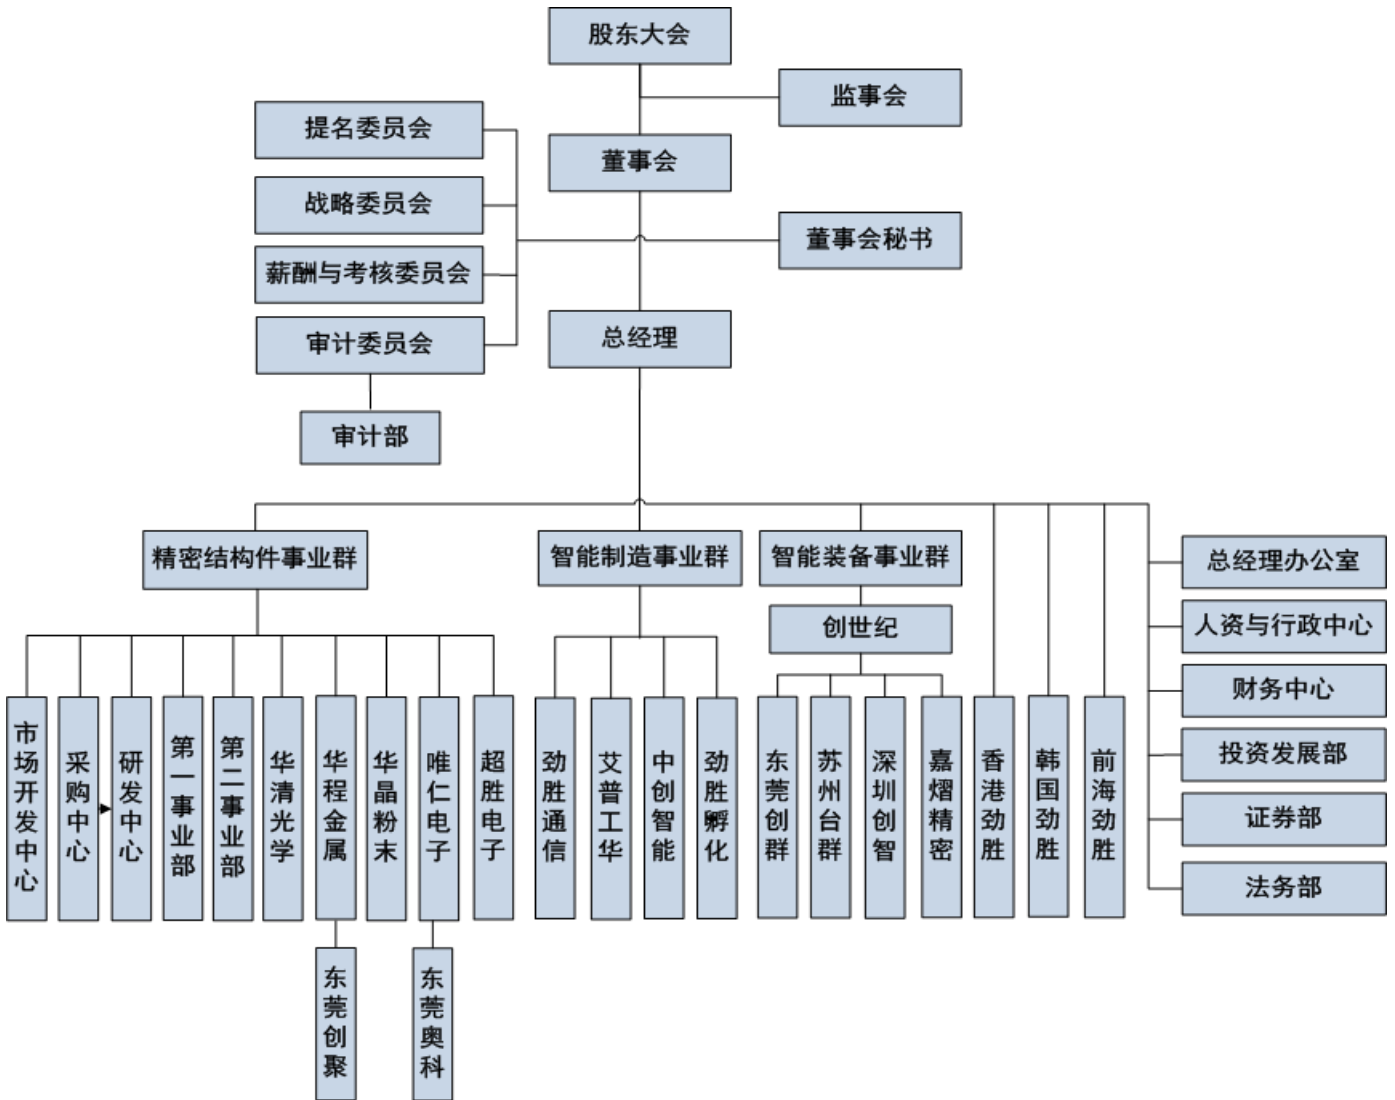 股东大会
监事会
提名委员会
董事会
战略委员会
董事会秘书
薪酬与考核委员会
审计委员会
总经理
审计部
精密结构件事业群
智能制造事业群
智能装备事业群
总经理办公室
创世纪
人资与行政中心
财务中心
投资发展部
证券部
法务部
市场开发中心
采购中心
研发中心
第一事业部
第二事业部
华清光学
华程金属
华晶粉末
唯仁电子
超胜电子
劲胜通信
艾普工华
中创智能
劲胜孵化
东莞创群
苏州台群
深圳创智
嘉熠精密
香港劲胜
韩国劲胜
前海劲胜
东莞创聚
东莞奥科